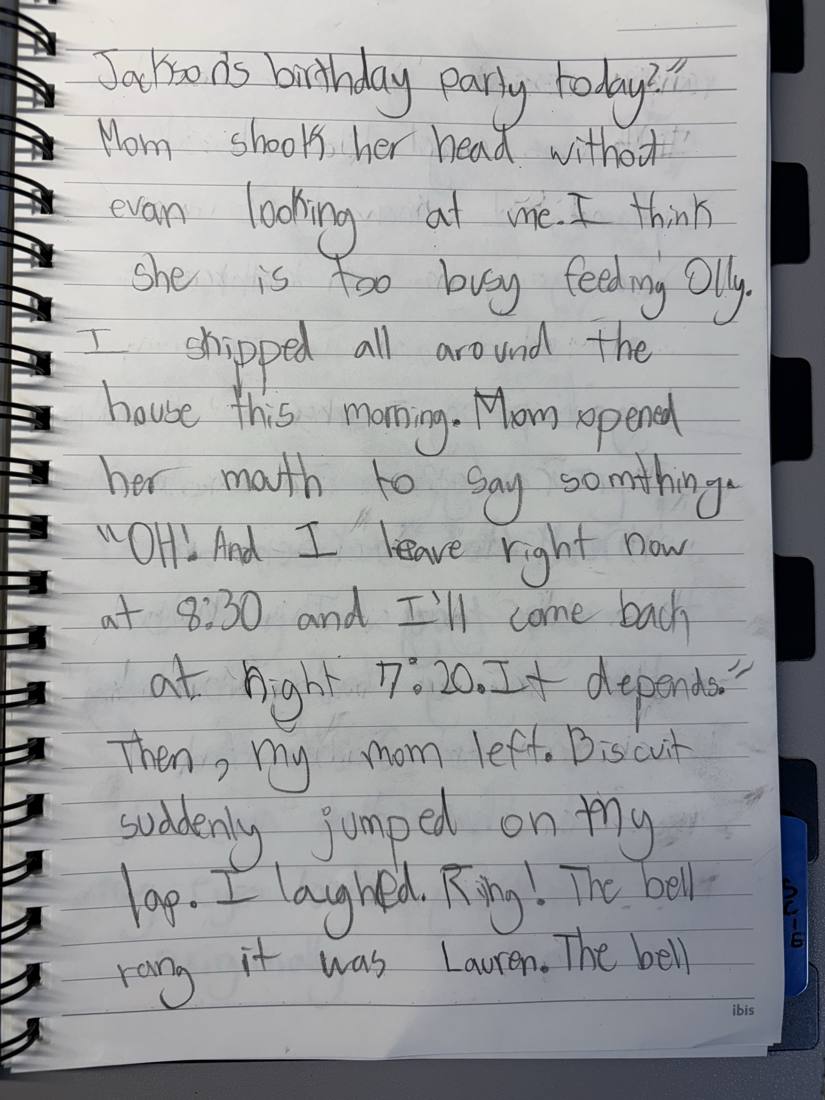 Jackson's birthday party today?"
Mom shook her head without
evan looking at me. I think
she is too busy feeding Olly.
I shipped all around the
house this morning. Mom opened
her mouth to say somthing.
"OH! And I leave right now
at 8:30 and I'll come back
at night 7:20. It depends."
Then, my mom left. Biscuit
suddenly jumped on my
lap. I laughed. Ring! The bell
rang it was Lauren. The bell
ibis